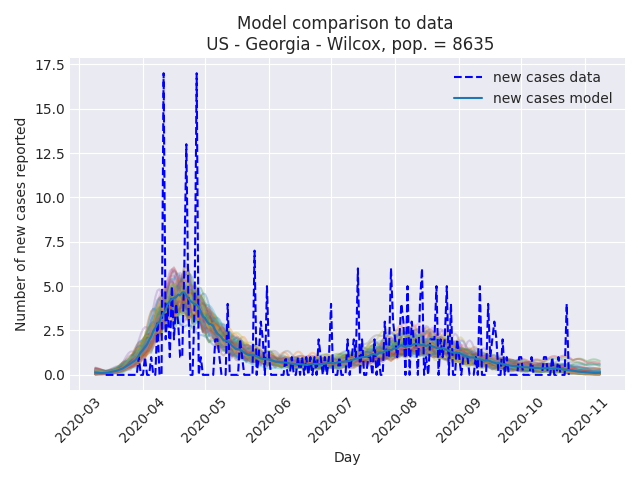 Model comparison to data
US - Georgia - Wilcox, pop. = 8635
new cases data
new cases model
Number of new cases reported
17.5
15.0
12.5
10.0
7.5
5.0
2.5
0.0
2020-03
2020-04
2020-05
2020-06
2020-07
2020-08
2020-09
2020-10
2020-11
Day